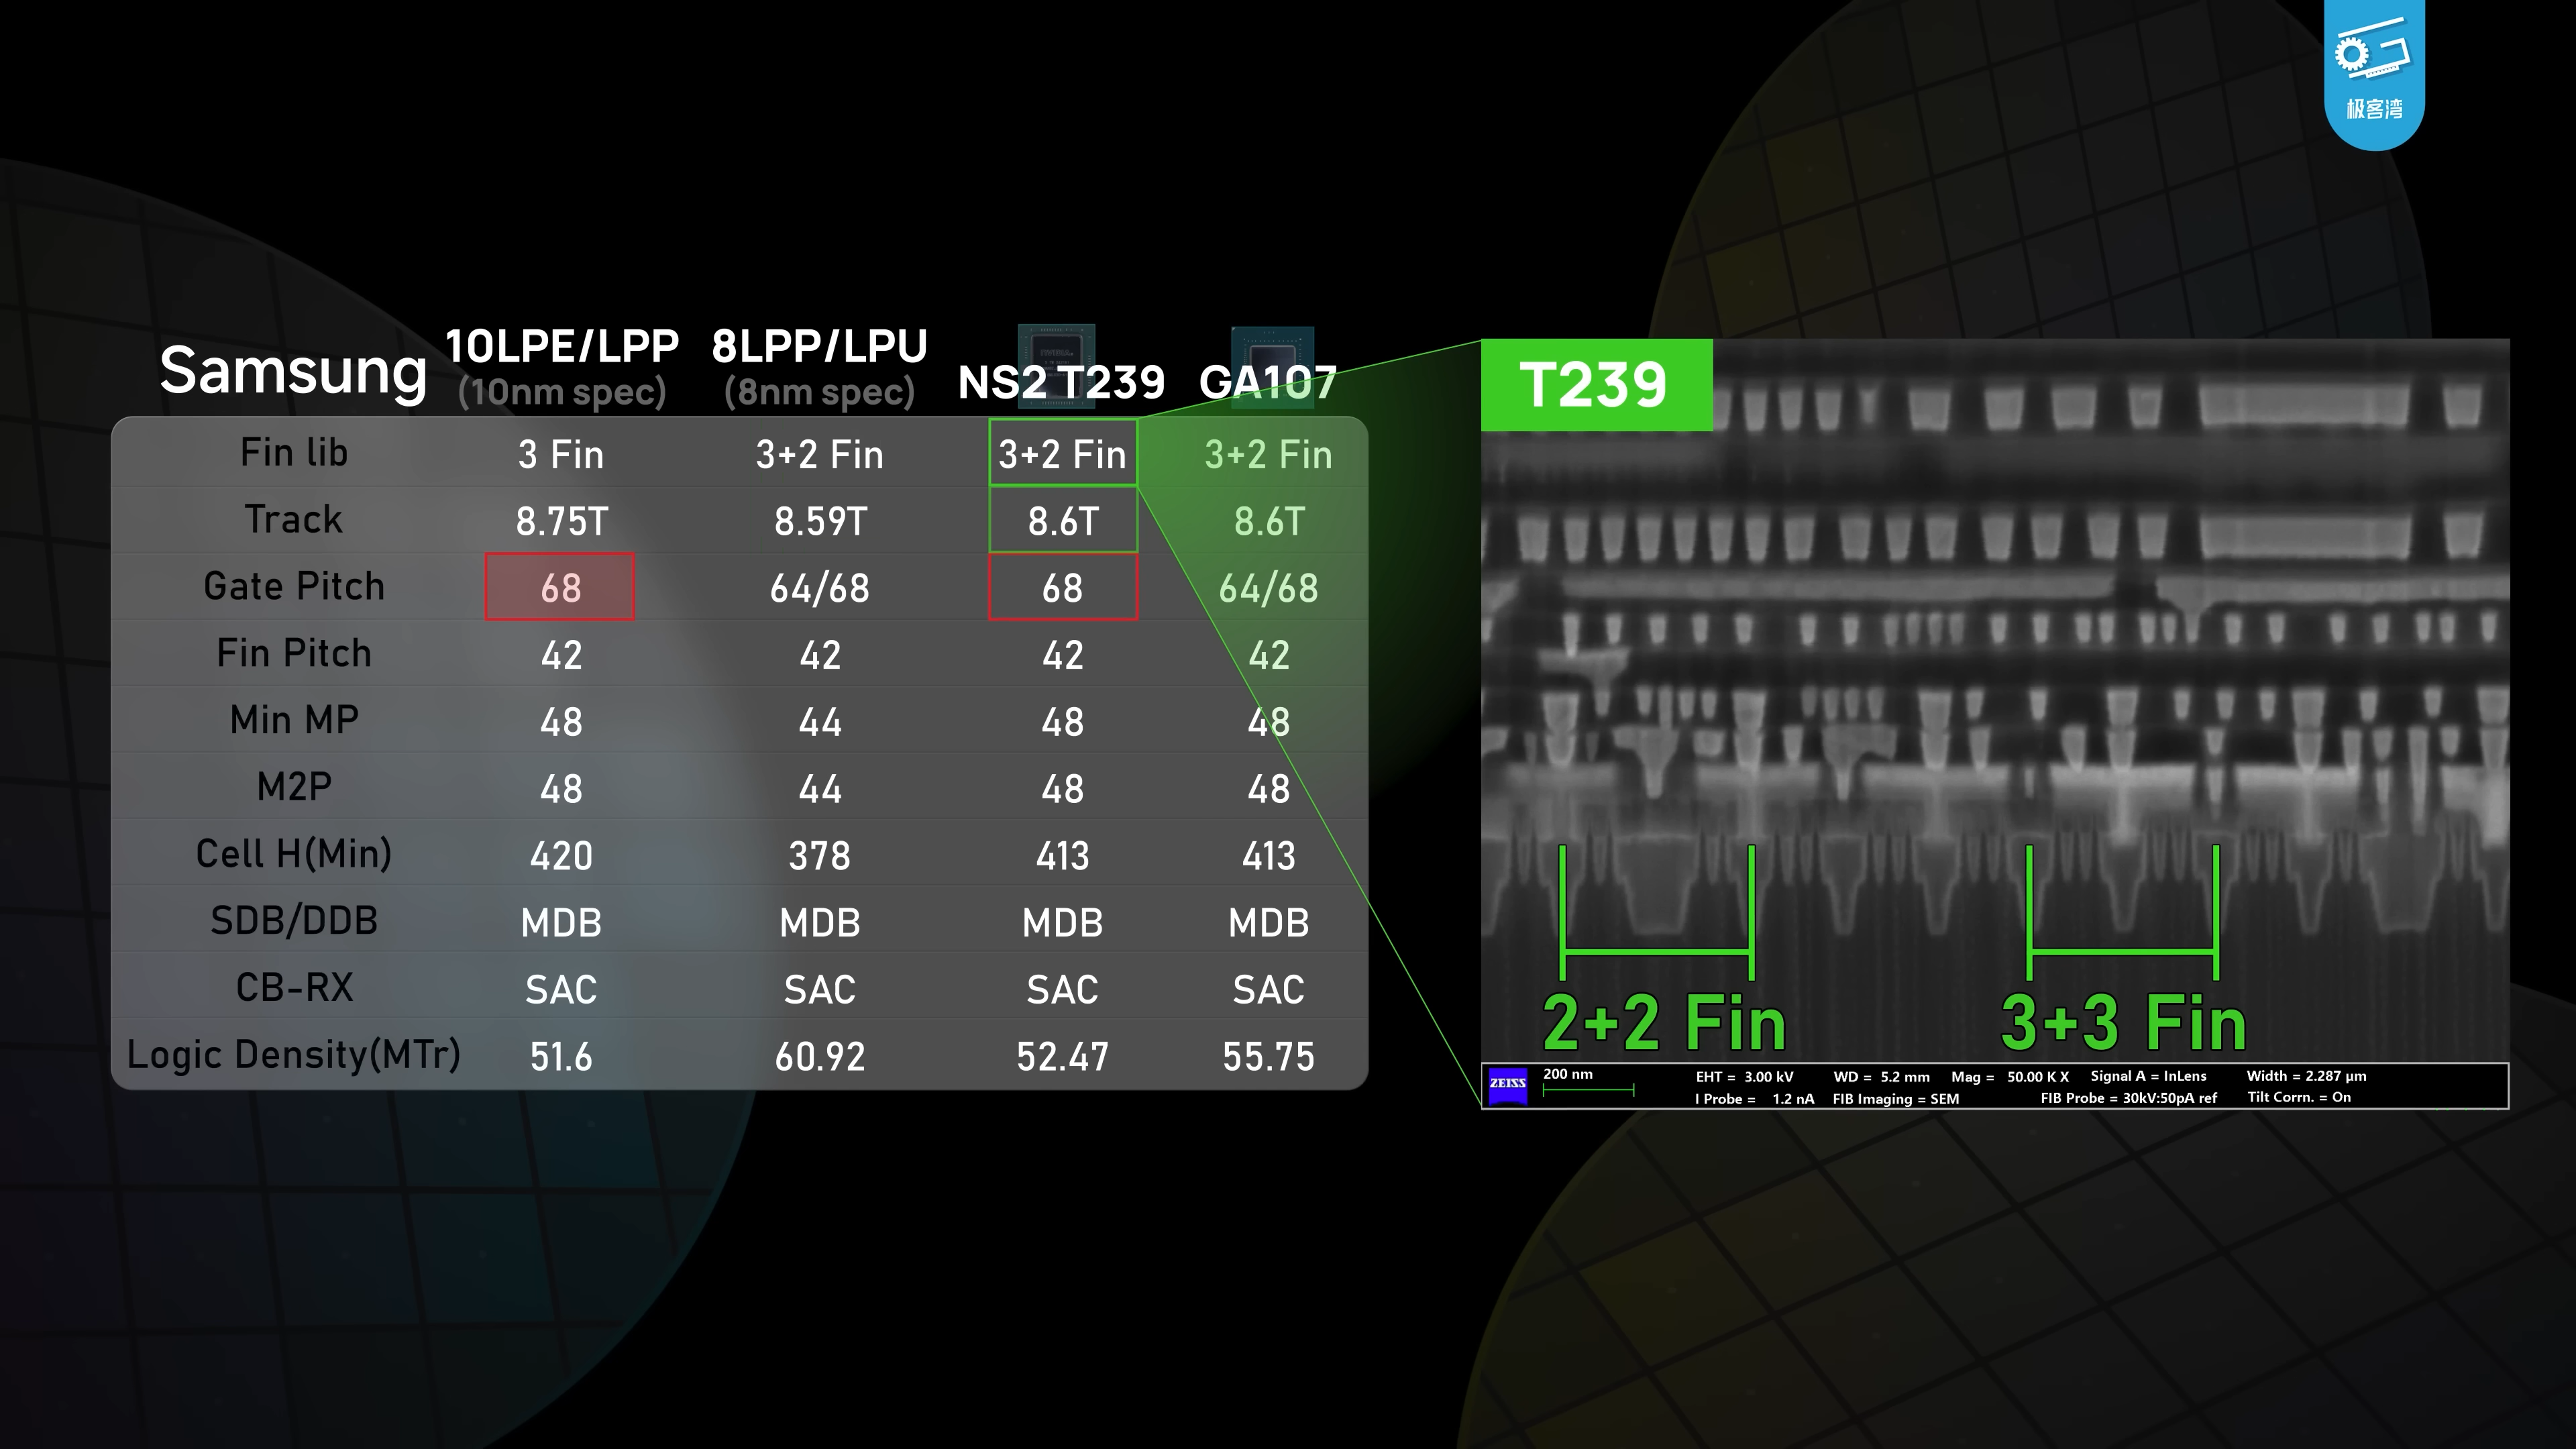 极客湾
Samsung 10LPE/LPP 8LPP/LPU NS2 T239 GA107
(10nm spec) (8nm spec)
Fin lib 3 Fin 3+2 Fin 3+2 Fin 3+2 Fin
Track 8.75T 8.59T 8.6T 8.6T
Gate Pitch 68 64/68 68 64/68
Fin Pitch 42 42 42 42
Min MP 48 44 48 48
M2P 48 44 48 48
Cell H(Min) 420 378 413 413
SDB/DDB MDB MDB MDB MDB
CB-RX SAC SAC SAC SAC
Logic Density(MTr) 51.6 60.92 52.47 55.75
T239
2+2 Fin 3+3 Fin
ZEISS 200 nm EHT = 3.00 kV WD = 5.2 mm Mag = 50.00 K X Signal A = InLens Width = 2.287 µm
I Probe = 1.2 nA FIB Imaging = SEM FIB Probe = 30kV:50pA ref Tilt Corrn. = On